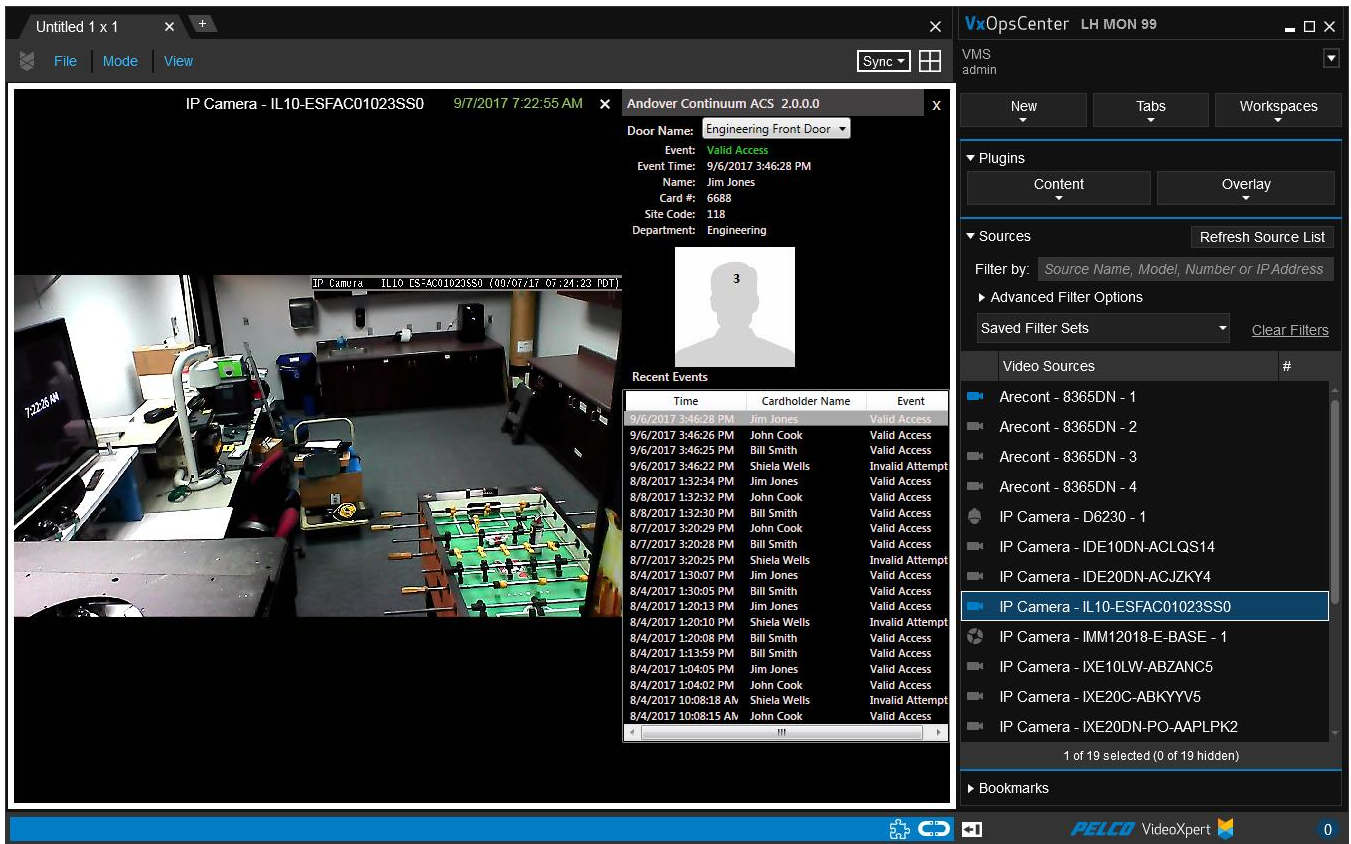 Untitled 1 x 1
+
File
Mode
View
Sync
IP Camera - IL10-ESFAC01023SS0
9/7/2017 7:22:55 AM
IP Camera IL10 ESFAC01023SS0 (09/07/17 07:24:23 PDT)
7:22:26 AM
Andover Continuum ACS 2.0.0.0
x
Door Name: Engineering Front Door
Event: Valid Access
Event Time: 9/6/2017 3:46:28 PM
Name: Jim Jones
Card #: 6688
Site Code: 118
Department: Engineering
3
Recent Events
Time Cardholder Name Event
9/6/2017 3:46:28 PM Jim Jones Valid Access
9/6/2017 3:46:26 PM John Cook Valid Access
9/6/2017 3:46:25 PM Bill Smith Valid Access
9/6/2017 3:46:22 PM Shiela Wells Invalid Attempt
8/8/2017 1:32:34 PM Jim Jones Valid Access
8/8/2017 1:32:32 PM John Cook Valid Access
8/8/2017 1:32:30 PM Bill Smith Valid Access
8/7/2017 3:20:29 PM John Cook Valid Access
8/7/2017 3:20:28 PM Bill Smith Valid Access
8/7/2017 3:20:25 PM Shiela Wells Invalid Attempt
8/4/2017 1:30:07 PM Jim Jones Valid Access
8/4/2017 1:30:05 PM Bill Smith Valid Access
8/4/2017 1:20:13 PM Jim Jones Valid Access
8/4/2017 1:20:10 PM Shiela Wells Invalid Attempt
8/4/2017 1:20:08 PM Bill Smith Valid Access
8/4/2017 1:13:59 PM Bill Smith Valid Access
8/4/2017 1:04:05 PM Jim Jones Valid Access
8/4/2017 1:04:02 PM John Cook Valid Access
8/4/2017 10:08:18 AM Shiela Wells Invalid Attempt
8/4/2017 10:08:15 AM John Cook Valid Access
VxOpsCenter LH MON 99
VMS
admin
New
Tabs
Workspaces
Plugins
Content
Overlay
Sources
Refresh Source List
Filter by: Source Name, Model, Number or IP Address
Advanced Filter Options
Saved Filter Sets
Clear Filters
Video Sources #
Arecont - 8365DN - 1
Arecont - 8365DN - 2
Arecont - 8365DN - 3
Arecont - 8365DN - 4
IP Camera - D6230 - 1
IP Camera - IDE10DN-ACLQS14
IP Camera - IDE20DN-ACJZKY4
IP Camera - IL10-ESFAC01023SS0
IP Camera - IMM12018-E-BASE - 1
IP Camera - IXE10LW-ABZANC5
IP Camera - IXE20C-ABKYYV5
IP Camera - IXE20DN-PO-AAPLPK2
1 of 19 selected (0 of 19 hidden)
Bookmarks
PELCO VideoXpert
0